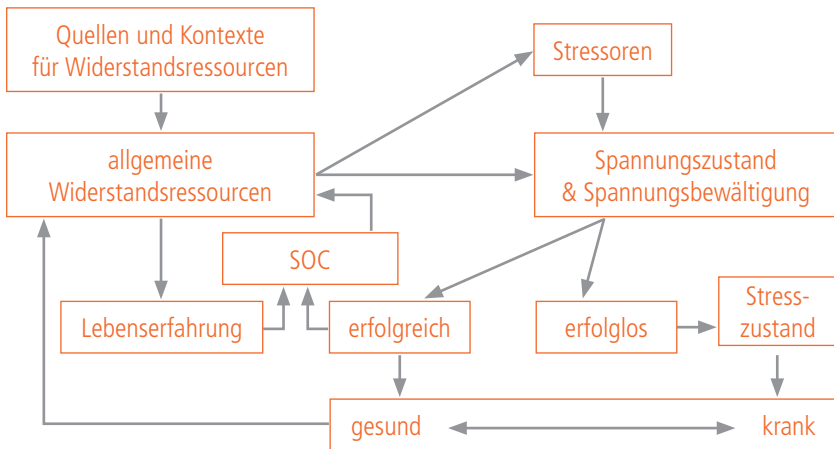 Quellen und Kontexte
für Widerstandsressourcen
Stressoren
allgemeine
Widerstandsressourcen
Spannungszustand
& Spannungsbewältigung
SOC
Lebenserfahrung
erfolgreich
erfolglos
Stress-
zustand
gesund
krank